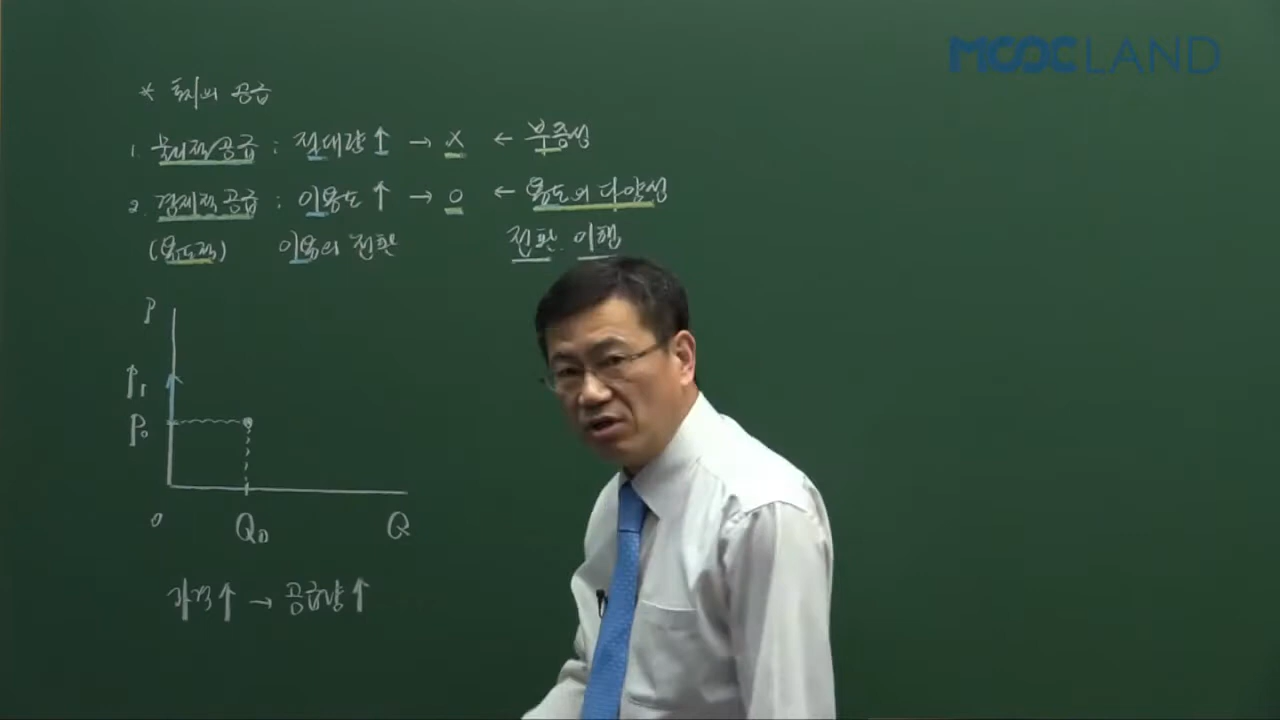 MOOCLAND
* 토지의 공급
1. 물리적 공급 : 절대량 ↑ → X ← 부증성
2. 경제적 공급 : 이용도 ↑ → O ← 용도의 다양성
(용도적) 이용의 전환 전환, 이행
P
P₁
P₀
0 Q₀ Q
가격 ↑ → 공급량 ↑